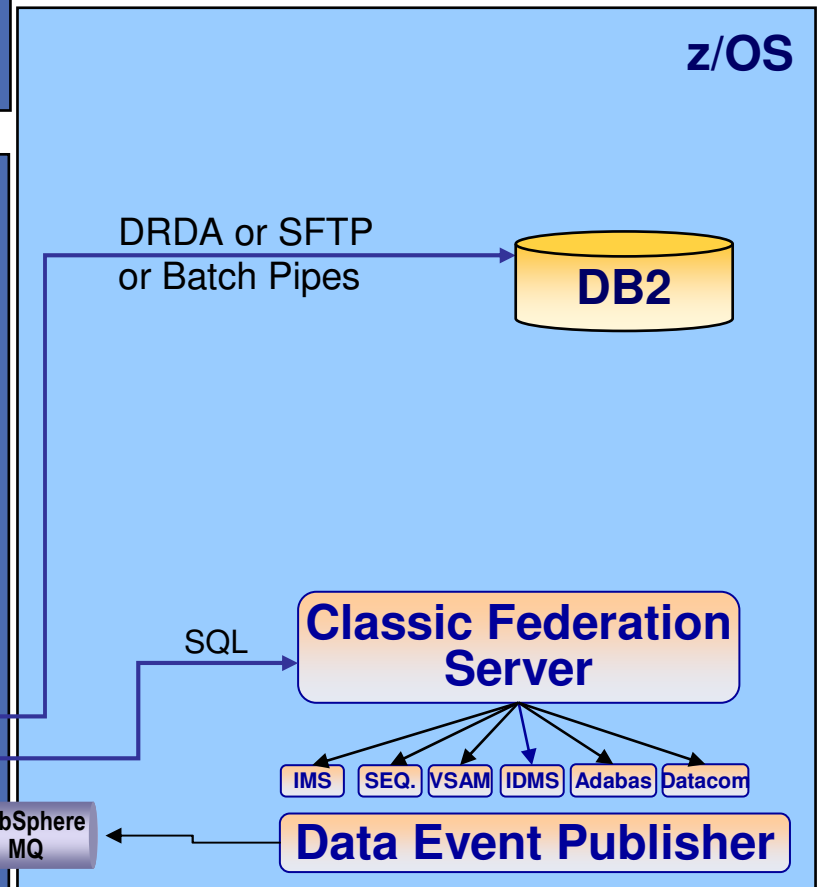 z/OS
DRDA or SFTP
or Batch Pipes
DB2
Classic Federation
Server
SQL
IMS
SEQ.
VSAM
IDMS
Adabas
Datacom
bSphere
MQ
Data Event Publisher